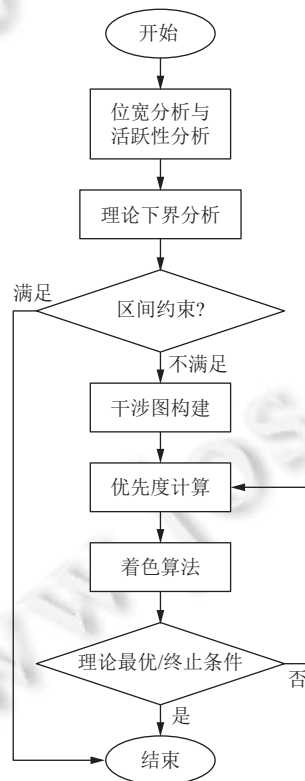 开始
位宽分析与
活跃性分析
理论下界分析
满足
区间约束?
不满足
干涉图构建
优先度计算
着色算法
理论最优/终止条件
否
是
结束